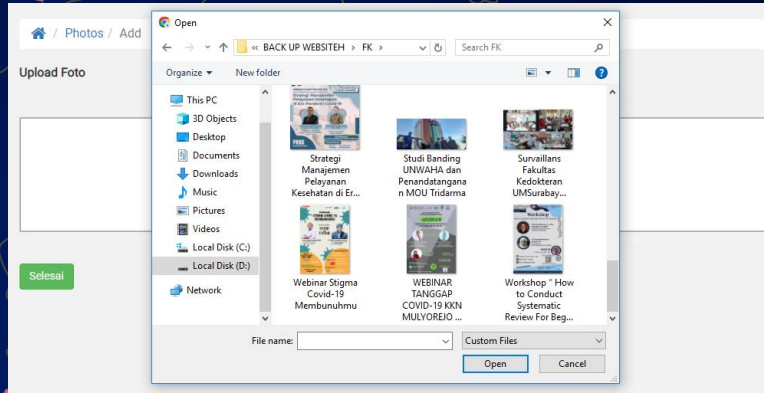 Open
/ Photos / Add
« BACK UP WEBSITEH > FK >
Search FK
Upload Foto
Organize
New folder
This PC
3D Objects
Desktop
Documents
Downloads
Music
Pictures
Videos
Local Disk (C:)
Local Disk (D:)
Network
Strategi
Manajemen
Pelayanan
Kesehatan di Er...
Studi Banding
UNWAHA dan
Penandatangana
n MOU Tridarma
Survaillans
Fakultas
Kedokteran
UMSurabay...
WEBINAR
Workshop
Webinar Stigma
Covid-19
Membunuhmu
WEBINAR
TANGGAP
COVID-19 KKN
MULYOREJO ...
Workshop " How
to Conduct
Systematic
Review For Beg...
Selesai
File name:
Custom Files
Open
Cancel